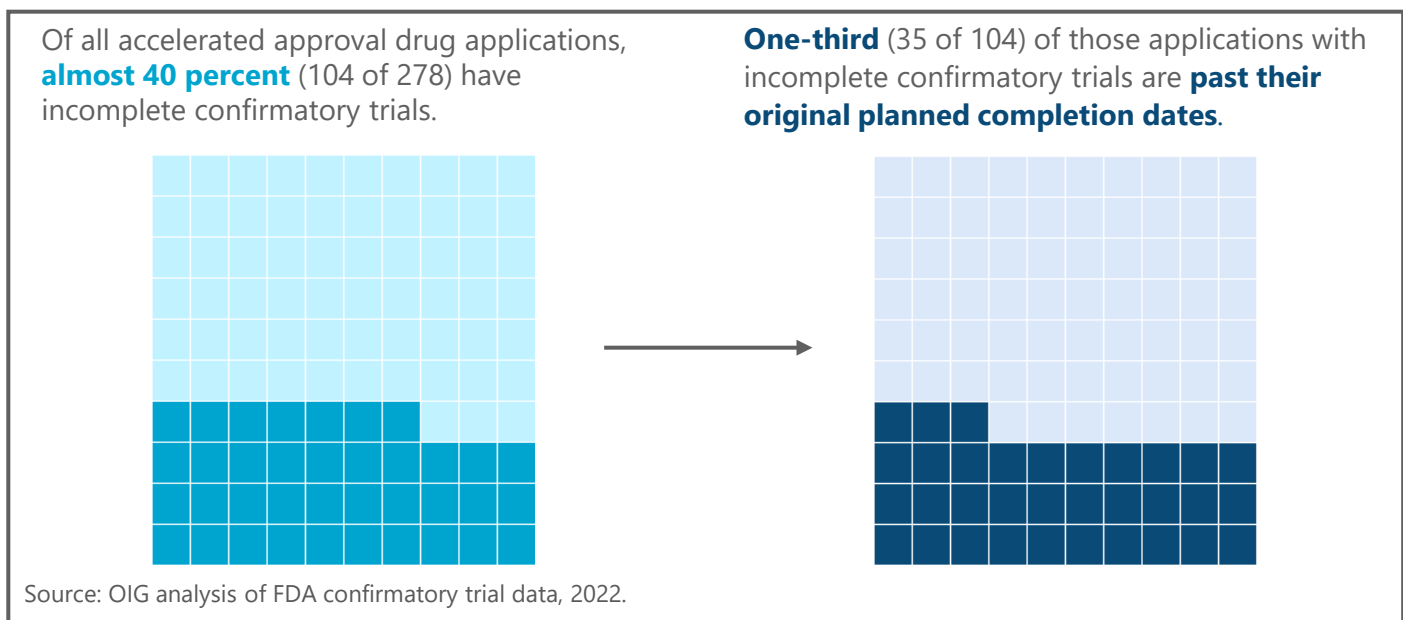 Of all accelerated approval drug applications,
almost 40 percent (104 of 278) have
incomplete confirmatory trials.
One-third (35 of 104) of those applications with
incomplete confirmatory trials are past their
original planned completion dates.
Source: OIG analysis of FDA confirmatory trial data, 2022.